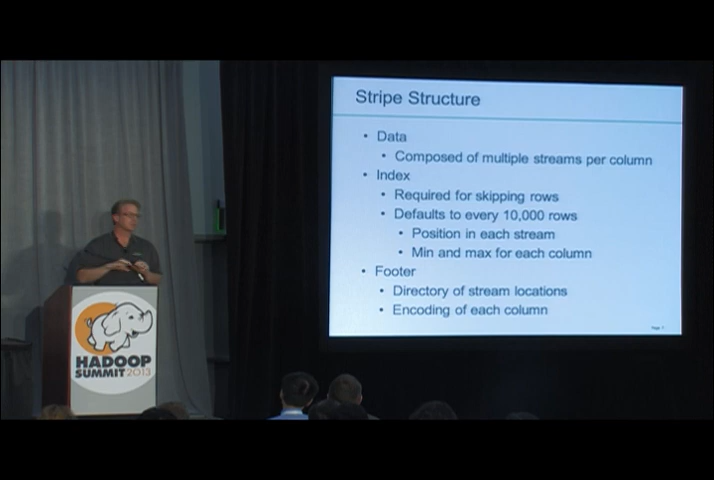 Stripe Structure
• Data
• Composed of multiple streams per column
• Index
• Required for skipping rows
• Defaults to every 10,000 rows
• Position in each stream
• Min and max for each column
• Footer
• Directory of stream locations
• Encoding of each column
Page 7
HADOOP
SUMMIT 2013